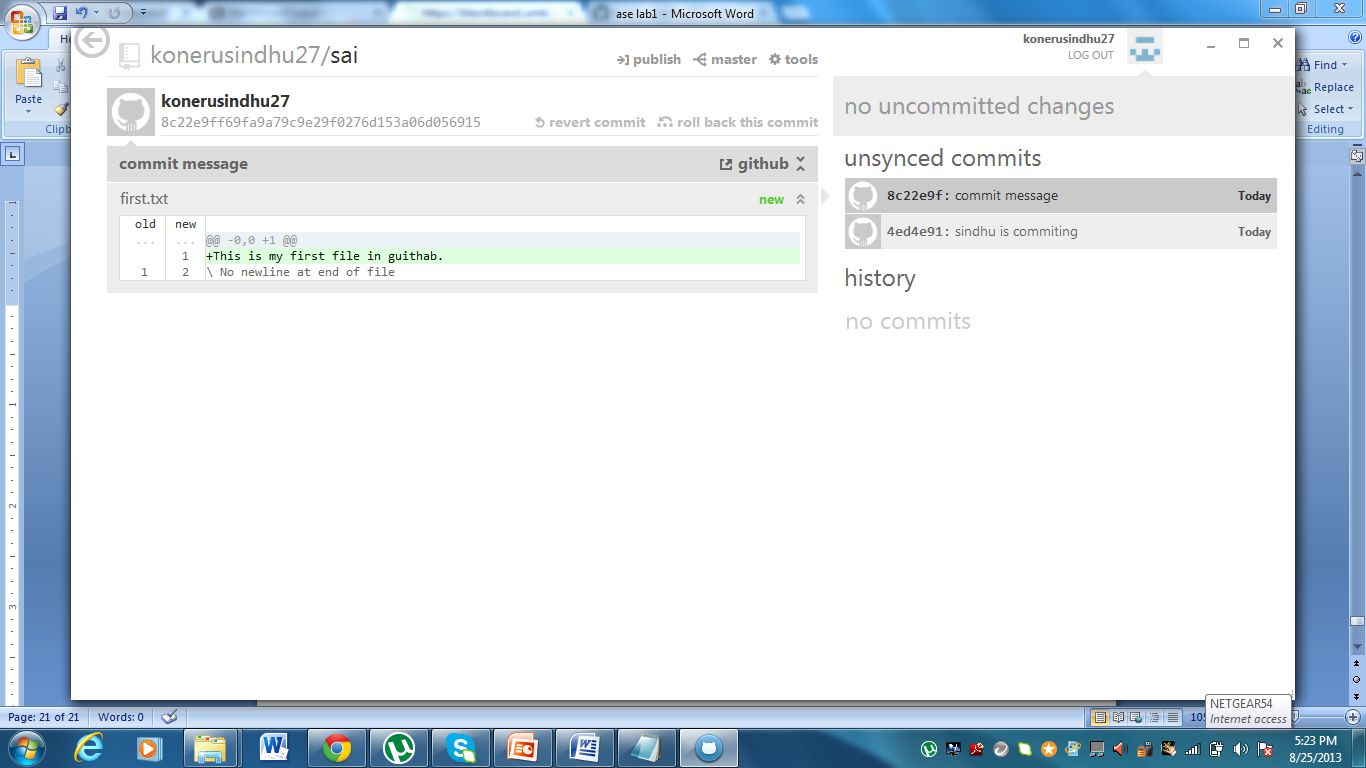 ase lab1 - Microsoft Word
konerusindhu27/sai
publish
master
tools
konerusindhu27
LOG OUT
Paste
Find
Replace
Select
Editing
konerusindhu27
8c22e9ff69fa9a79c9e29f0276d153a06d056915
revert commit
roll back this commit
no uncommitted changes
commit message
github
unsynced commits
8c22e9f: commit message
Today
4ed4e91: sindhu is commiting
Today
first.txt
new
old new
... ... @@ -0,0 +1 @@
1 +This is my first file in guithab.
1 2 \ No newline at end of file
history
no commits
NETGEAR54
Internet access
Page: 21 of 21
Words: 0
5:23 PM
8/25/2013